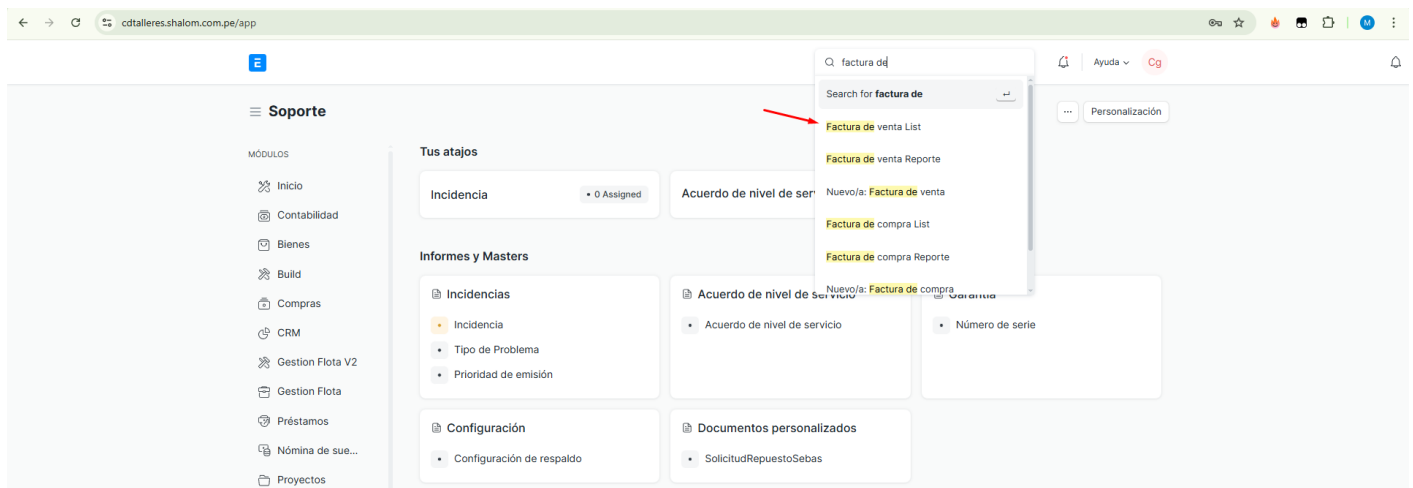 cdtalleres.shalom.com.pe/app
M
E
factura de
Ayuda
Cg
Search for factura de
Soporte
Personalización
Factura de venta List
MÓDULOS
Tus atajos
Factura de venta Reporte
Inicio
Incidencia
• 0 Assigned
Acuerdo de nivel de ser
Nuevo/a: Factura de venta
Contabilidad
Factura de compra List
Bienes
Informes y Masters
Factura de compra Reporte
Build
Nuevo/a: Factura de compra
Incidencias
Acuerdo de nivel de servicio
Garantía
Compras
Incidencia
Acuerdo de nivel de servicio
Número de serie
CRM
Tipo de Problema
Gestion Flota V2
Prioridad de emisión
Gestion Flota
Préstamos
Configuración
Documentos personalizados
Nómina de sue...
Configuración de respaldo
SolicitudRepuestoSebas
Proyectos